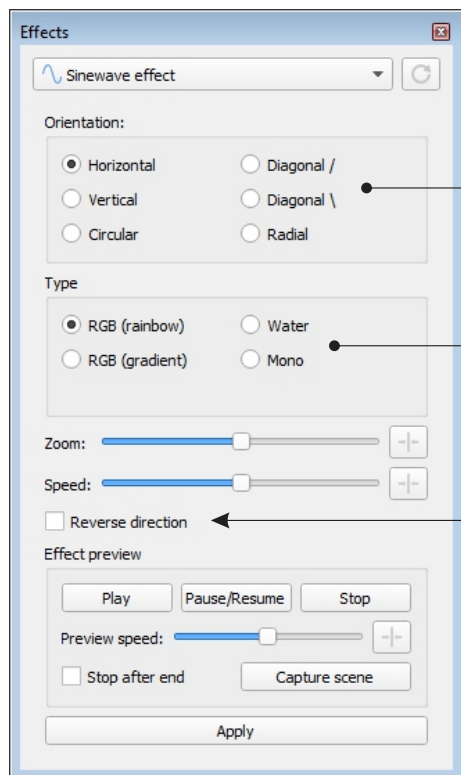 Effects
Sinewave effect
Orientation:
Horizontal Diagonal /
Vertical Diagonal \
Circular Radial
Type
RGB (rainbow) Water
RGB (gradient) Mono
Zoom:
Speed:
Reverse direction
Effect preview
Play Pause/Resume Stop
Preview speed:
Stop after end Capture scene
Apply